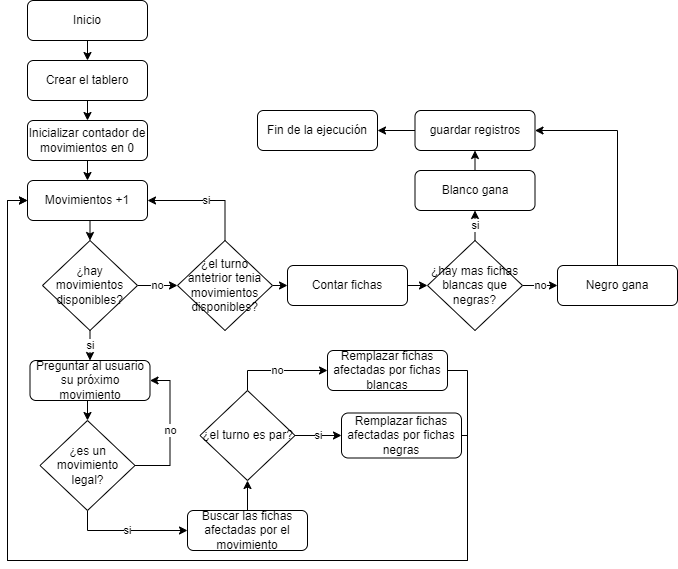 Inicio
Crear el tablero
Inicializar contador de
movimientos en 0
Movimientos +1
si
¿hay
movimientos
disponibles?
no
¿el turno
antetrior tenia
movimientos
disponibles?
Contar fichas
¿hay mas fichas
blancas que
negras?
no
Negro gana
si
Blanco gana
guardar registros
Fin de la ejecución
si
Preguntar al usuario
su próximo
movimiento
no
¿es un
movimiento
legal?
si
Buscar las fichas
afectadas por el
movimiento
¿el turno es par?
no
Remplazar fichas
afectadas por fichas
blancas
si
Remplazar fichas
afectadas por fichas
negras